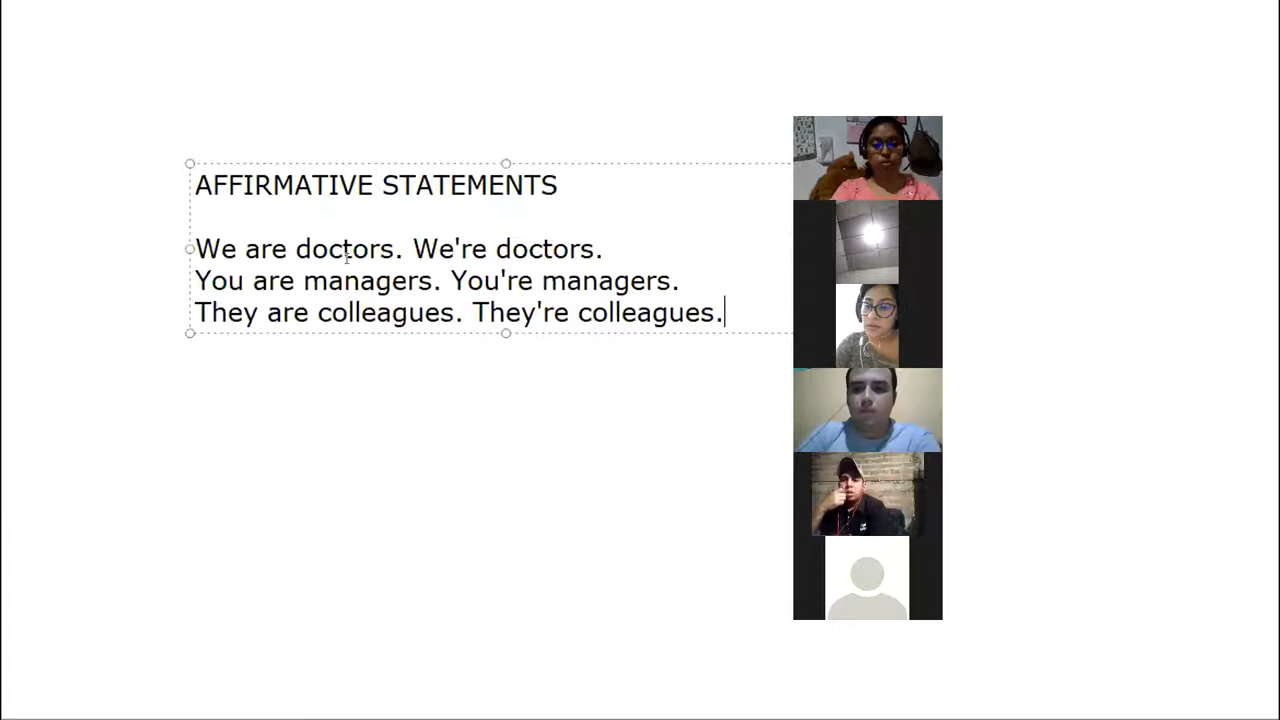 AFFIRMATIVE STATEMENTS
We are doctors. We're doctors.
You are managers. You're managers.
They are colleagues. They're colleagues.